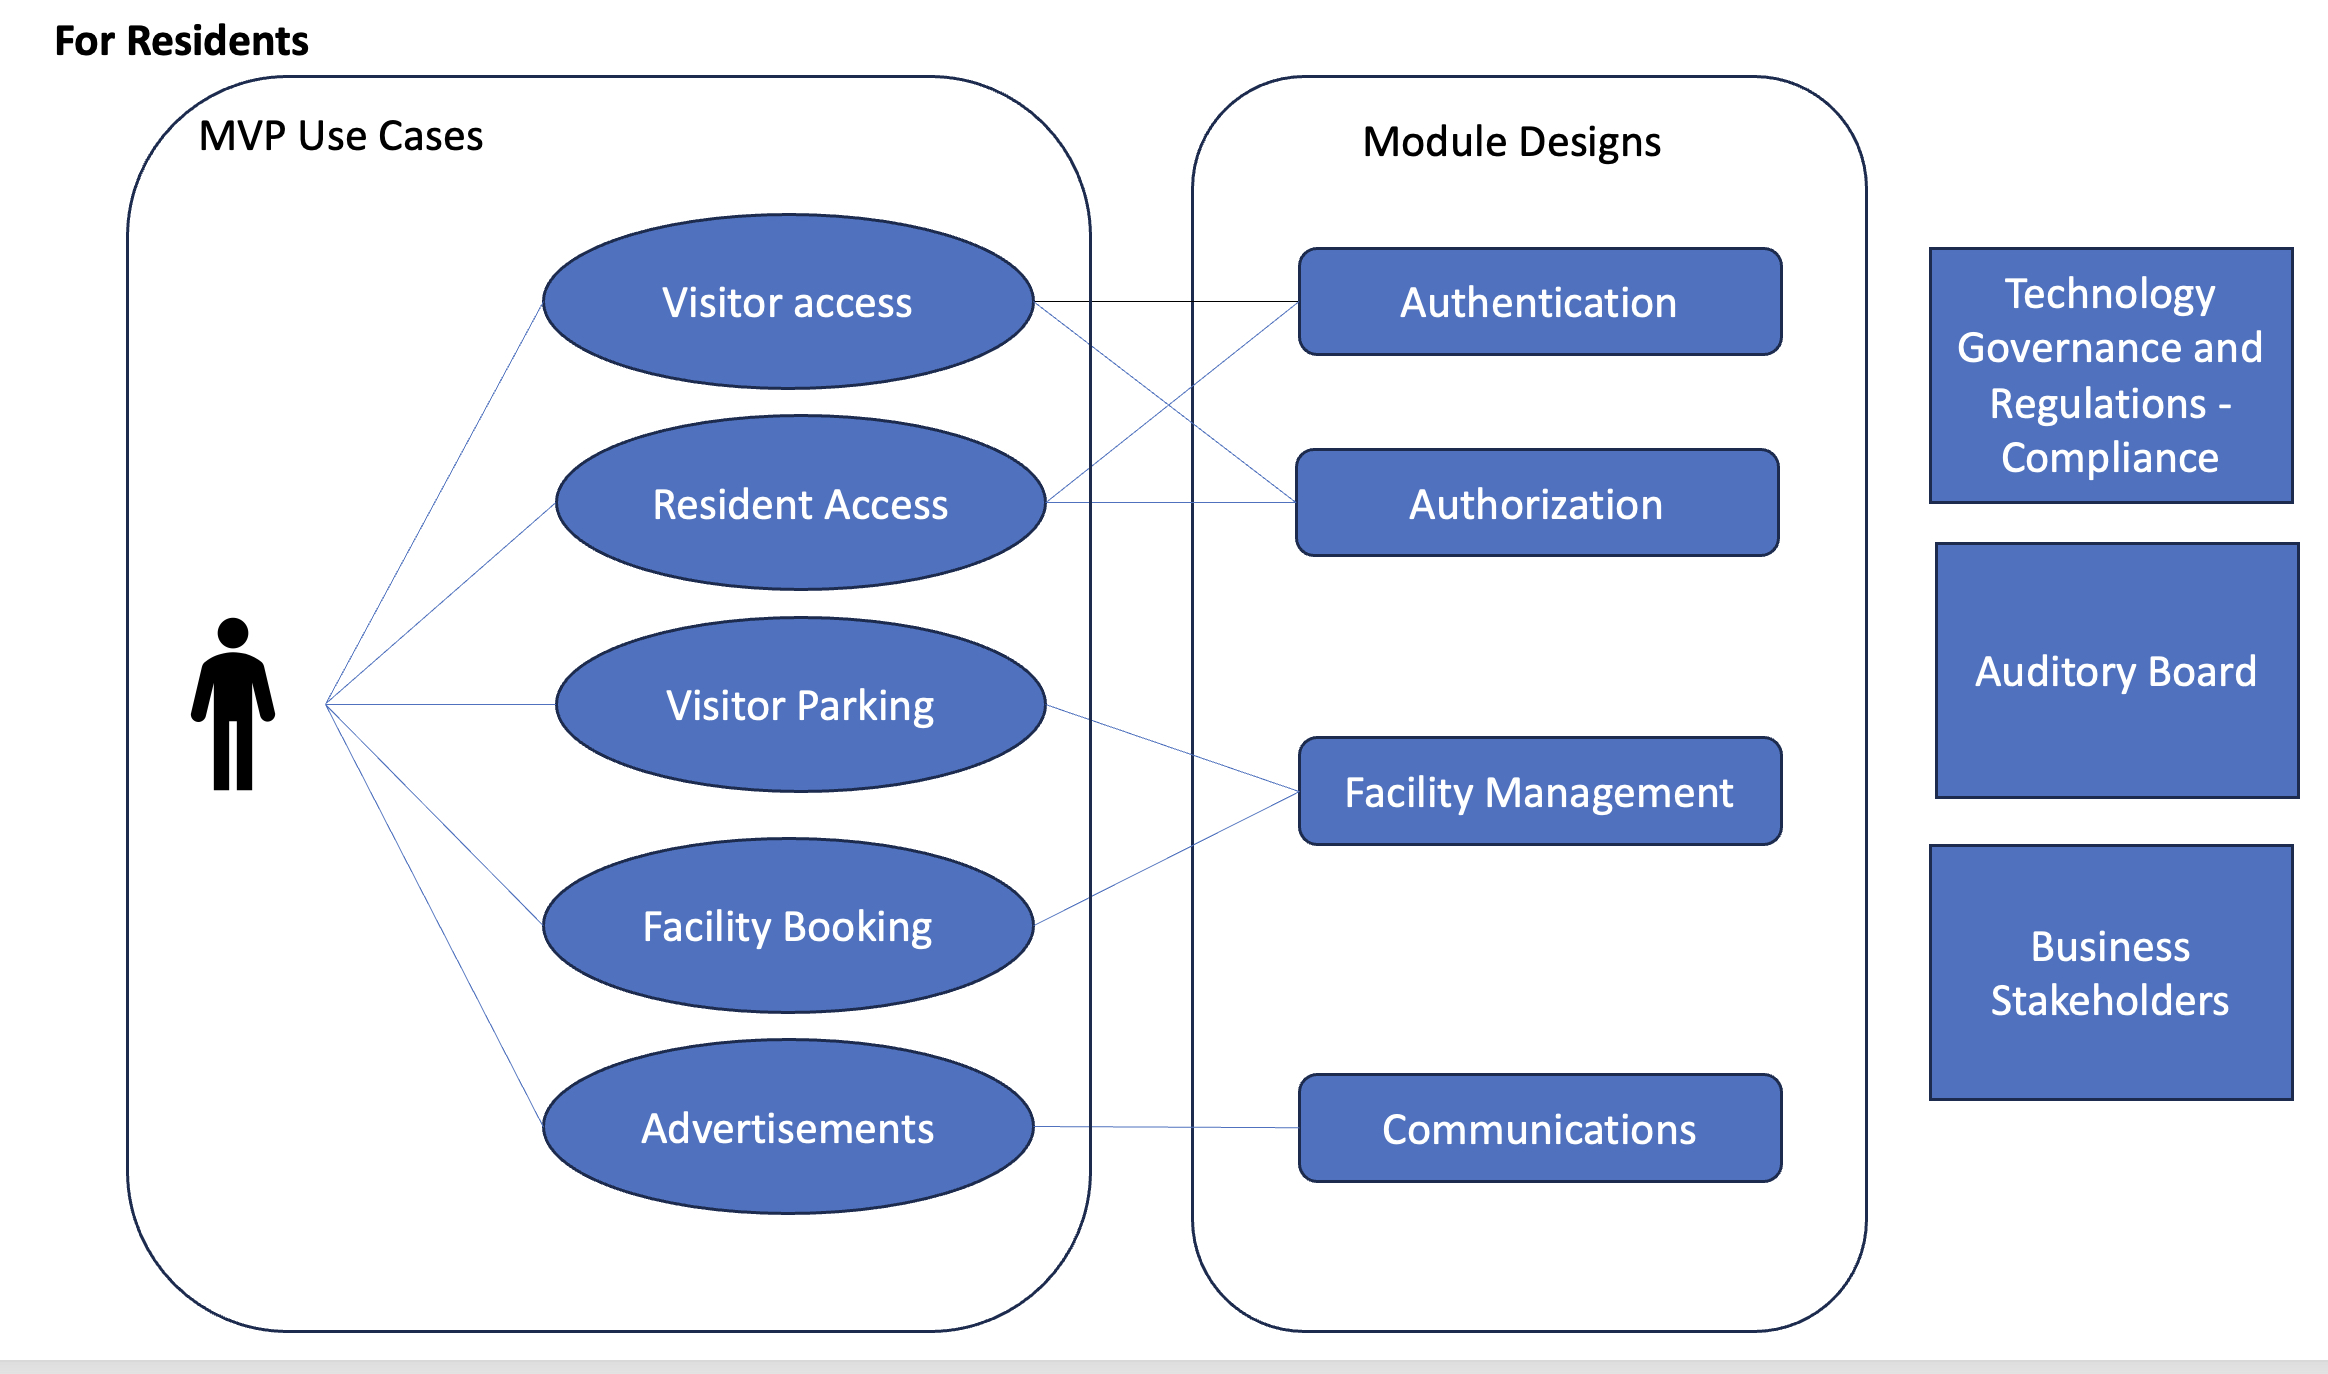 For Residents
MVP Use Cases
Visitor access
Resident Access
Visitor Parking
Facility Booking
Advertisements
Module Designs
Authentication
Authorization
Facility Management
Communications
Technology
Governance and
Regulations -
Compliance
Auditory Board
Business
Stakeholders